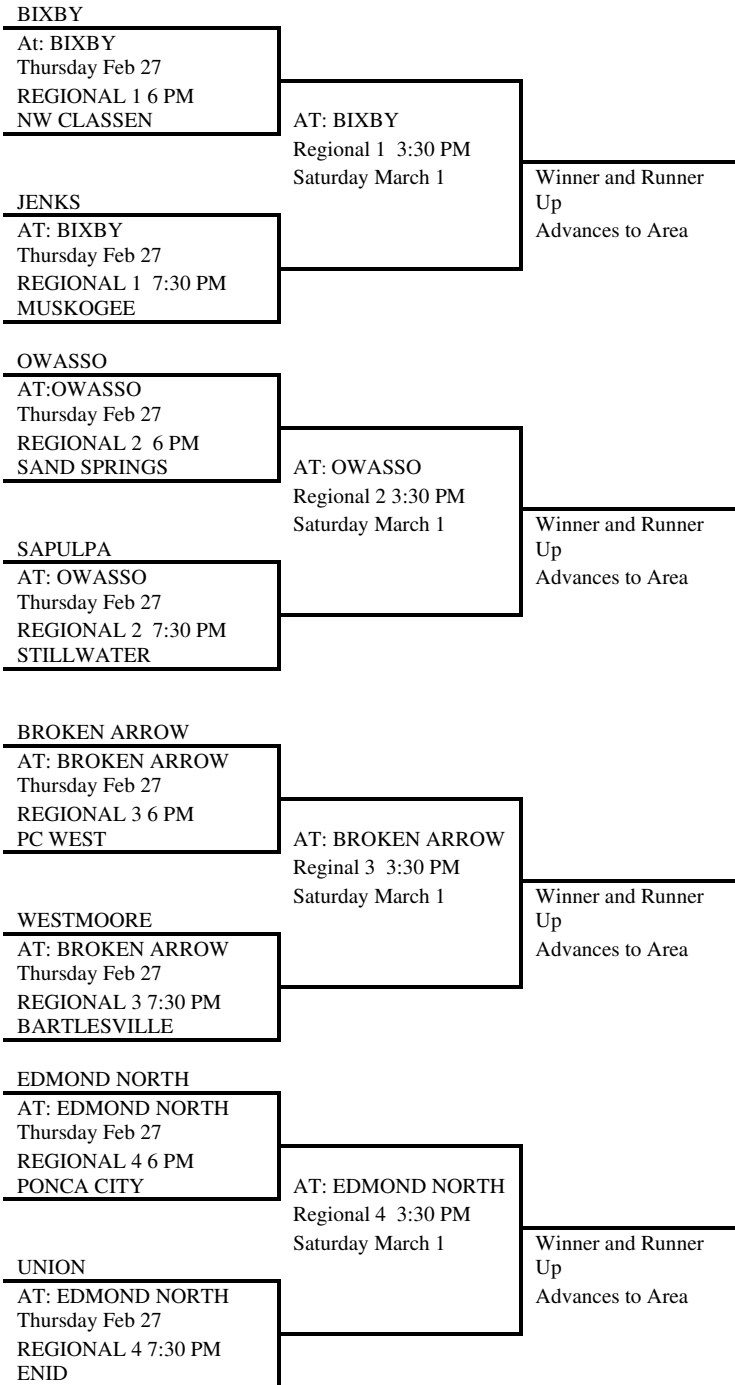 BIXBY
At: BIXBY
Thursday Feb 27
REGIONAL 1 6 PM
NW CLASSEN
AT: BIXBY
Regional 1 3:30 PM
Saturday March 1
Winner and Runner
Up
Advances to Area
JENKS
AT: BIXBY
Thursday Feb 27
REGIONAL 1 7:30 PM
MUSKOGEE
OWASSO
AT:OWASSO
Thursday Feb 27
REGIONAL 2 6 PM
SAND SPRINGS
AT: OWASSO
Regional 2 3:30 PM
Saturday March 1
Winner and Runner
Up
Advances to Area
SAPULPA
AT: OWASSO
Thursday Feb 27
REGIONAL 2 7:30 PM
STILLWATER
BROKEN ARROW
AT: BROKEN ARROW
Thursday Feb 27
REGIONAL 3 6 PM
PC WEST
AT: BROKEN ARROW
Reginal 3 3:30 PM
Saturday March 1
Winner and Runner
Up
Advances to Area
WESTMOORE
AT: BROKEN ARROW
Thursday Feb 27
REGIONAL 3 7:30 PM
BARTLESVILLE
EDMOND NORTH
AT: EDMOND NORTH
Thursday Feb 27
REGIONAL 4 6 PM
PONCA CITY
AT: EDMOND NORTH
Regional 4 3:30 PM
Saturday March 1
Winner and Runner
Up
Advances to Area
UNION
AT: EDMOND NORTH
Thursday Feb 27
REGIONAL 4 7:30 PM
ENID